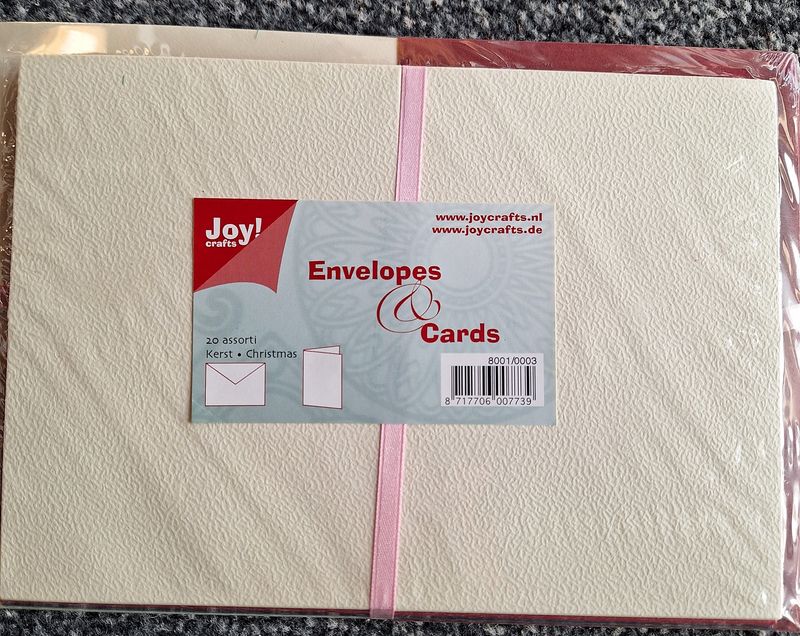 Joy!
crafts
www.joycrafts.nl
www.joycrafts.de
Envelopes
&
Cards
20 assorti
Kerst • Christmas
8001/0003
8 717706 007739